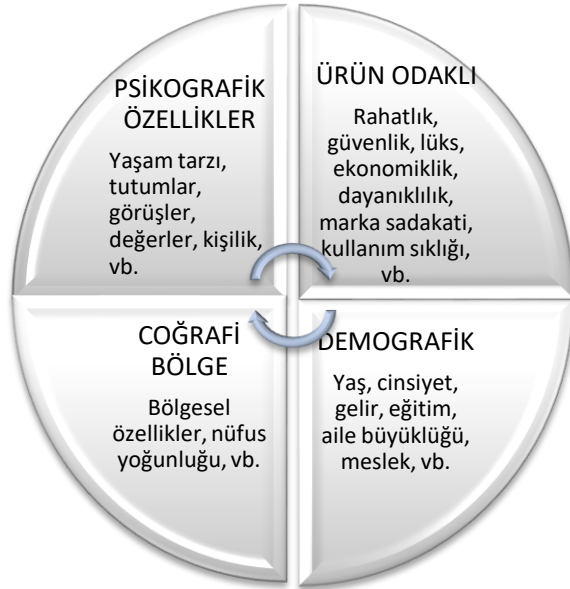 PSİKOGRAFİK
ÖZELLİKLER
Yaşam tarzı,
tutumlar,
görüşler,
değerler, kişilik,
vb.
ÜRÜN ODAKLI
Rahatlık,
güvenlik, lüks,
ekonomiklik,
dayanıklılık,
marka sadakati,
kullanım sıklığı,
vb.
COĞRAFİ
BÖLGE
Bölgesel
özellikler, nüfus
yoğunluğu, vb.
DEMOGRAFİK
Yaş, cinsiyet,
gelir, eğitim,
aile büyüklüğü,
meslek, vb.